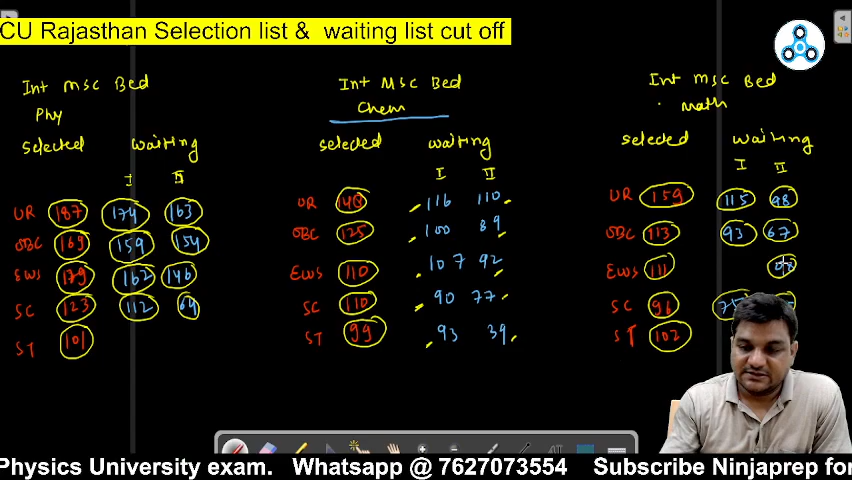 CU Rajasthan Selection list & waiting list cut off
Int MSC Bed
Phy
Selected waiting
I II
UR 187 174 163
OBC 169 159 154
EWS 179 162 146
SC 123 112 69
ST 101
Int MSC Bed
Chem
selected waiting
I II
UR 116 110
OBC 125 100 89
EWS 110 107 92
SC 110 90 77
ST 99 93 39
Int MSC Bed
math
selected waiting
I II
UR 159 115 98
OBC 113 93 67
EWS 111
SC 96
ST 102
Physics University exam. Whatsapp @ 7627073554 Subscribe Ninjaprep for